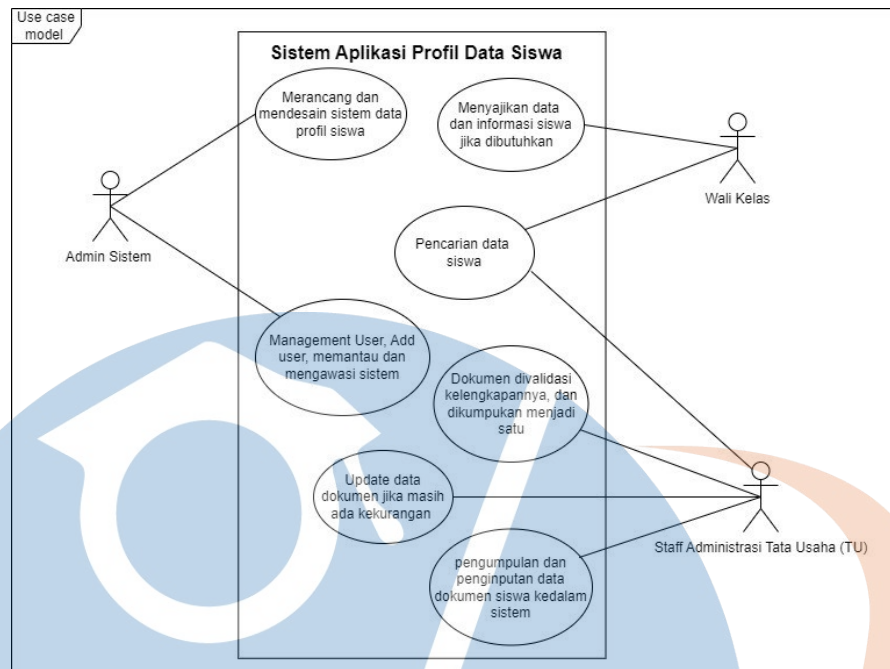 Use case
model
Sistem Aplikasi Profil Data Siswa
Merancang dan
mendesain sistem data
profil siswa
Menyajikan data
dan informasi siswa
jika dibutuhkan
Wali Kelas
Admin Sistem
Pencarian data
siswa
Management User, Add
user, memantau dan
mengawasi sistem
Dokumen divalidasi
kelengkapannya, dan
dikumpukan menjadi
satu
Update data
dokumen jika masih
ada kekurangan
Staff Administrasi Tata Usaha (TU)
pengumpulan dan
penginputan data
dokumen siswa kedalam
sistem